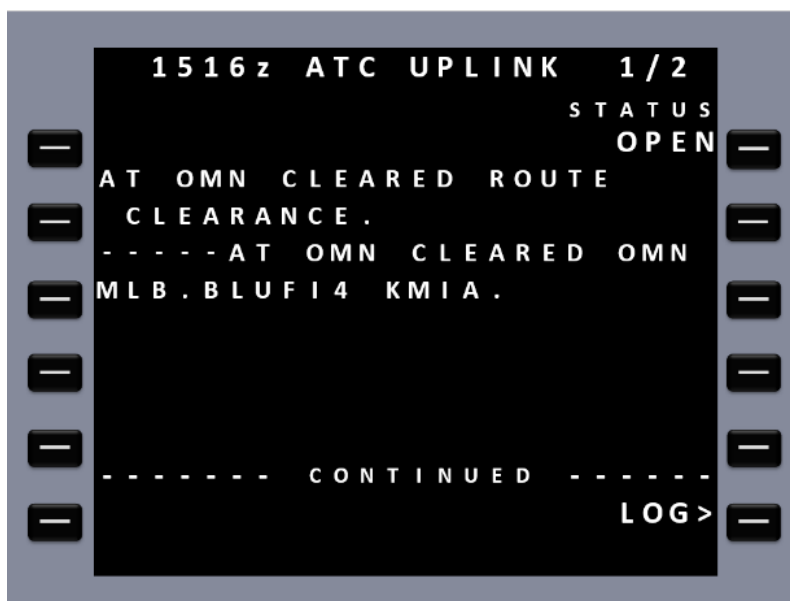 1516z ATC UPLINK 1/2
STATUS
OPEN
AT OMN CLEARED ROUTE
CLEARANCE.
-----AT OMN CLEARED OMN
MLB.BLUFI4 KMIA.
------- CONTINUED ------
LOG>